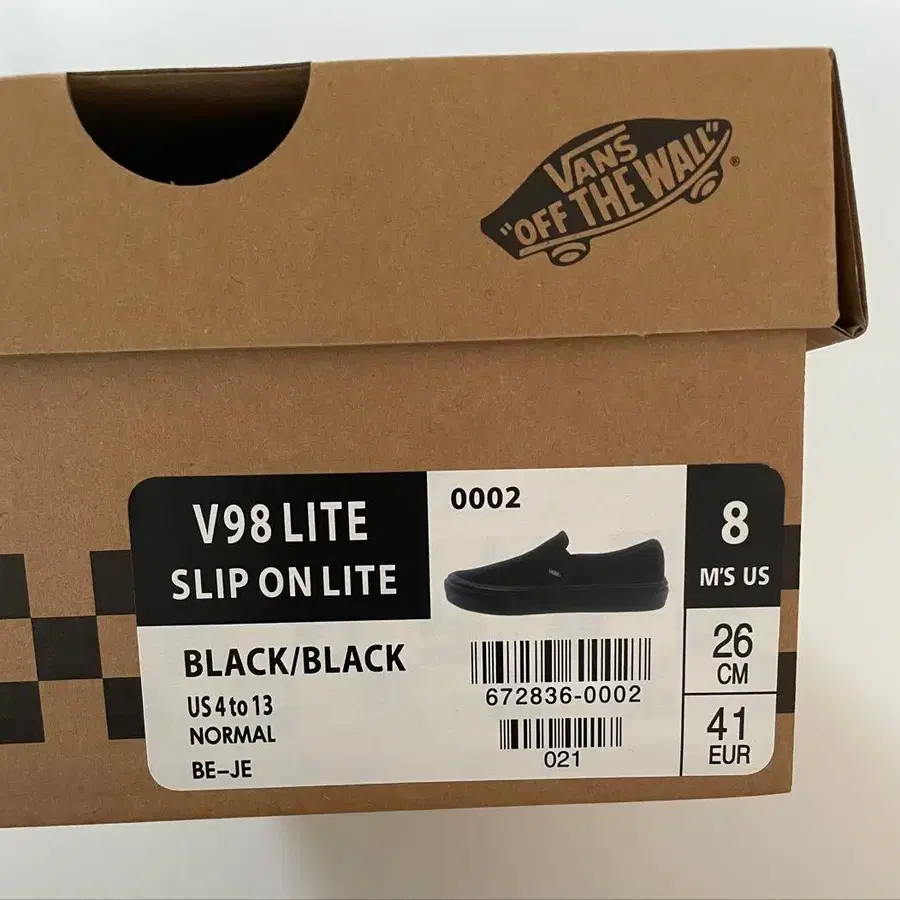 VANS
"OFF THE WALL"
®
V98 LITE
SLIP ON LITE
0002
8
M'S US
BLACK/BLACK
US 4 to 13
NORMAL
BE-JE
672836-0002
021
26
CM
41
EUR